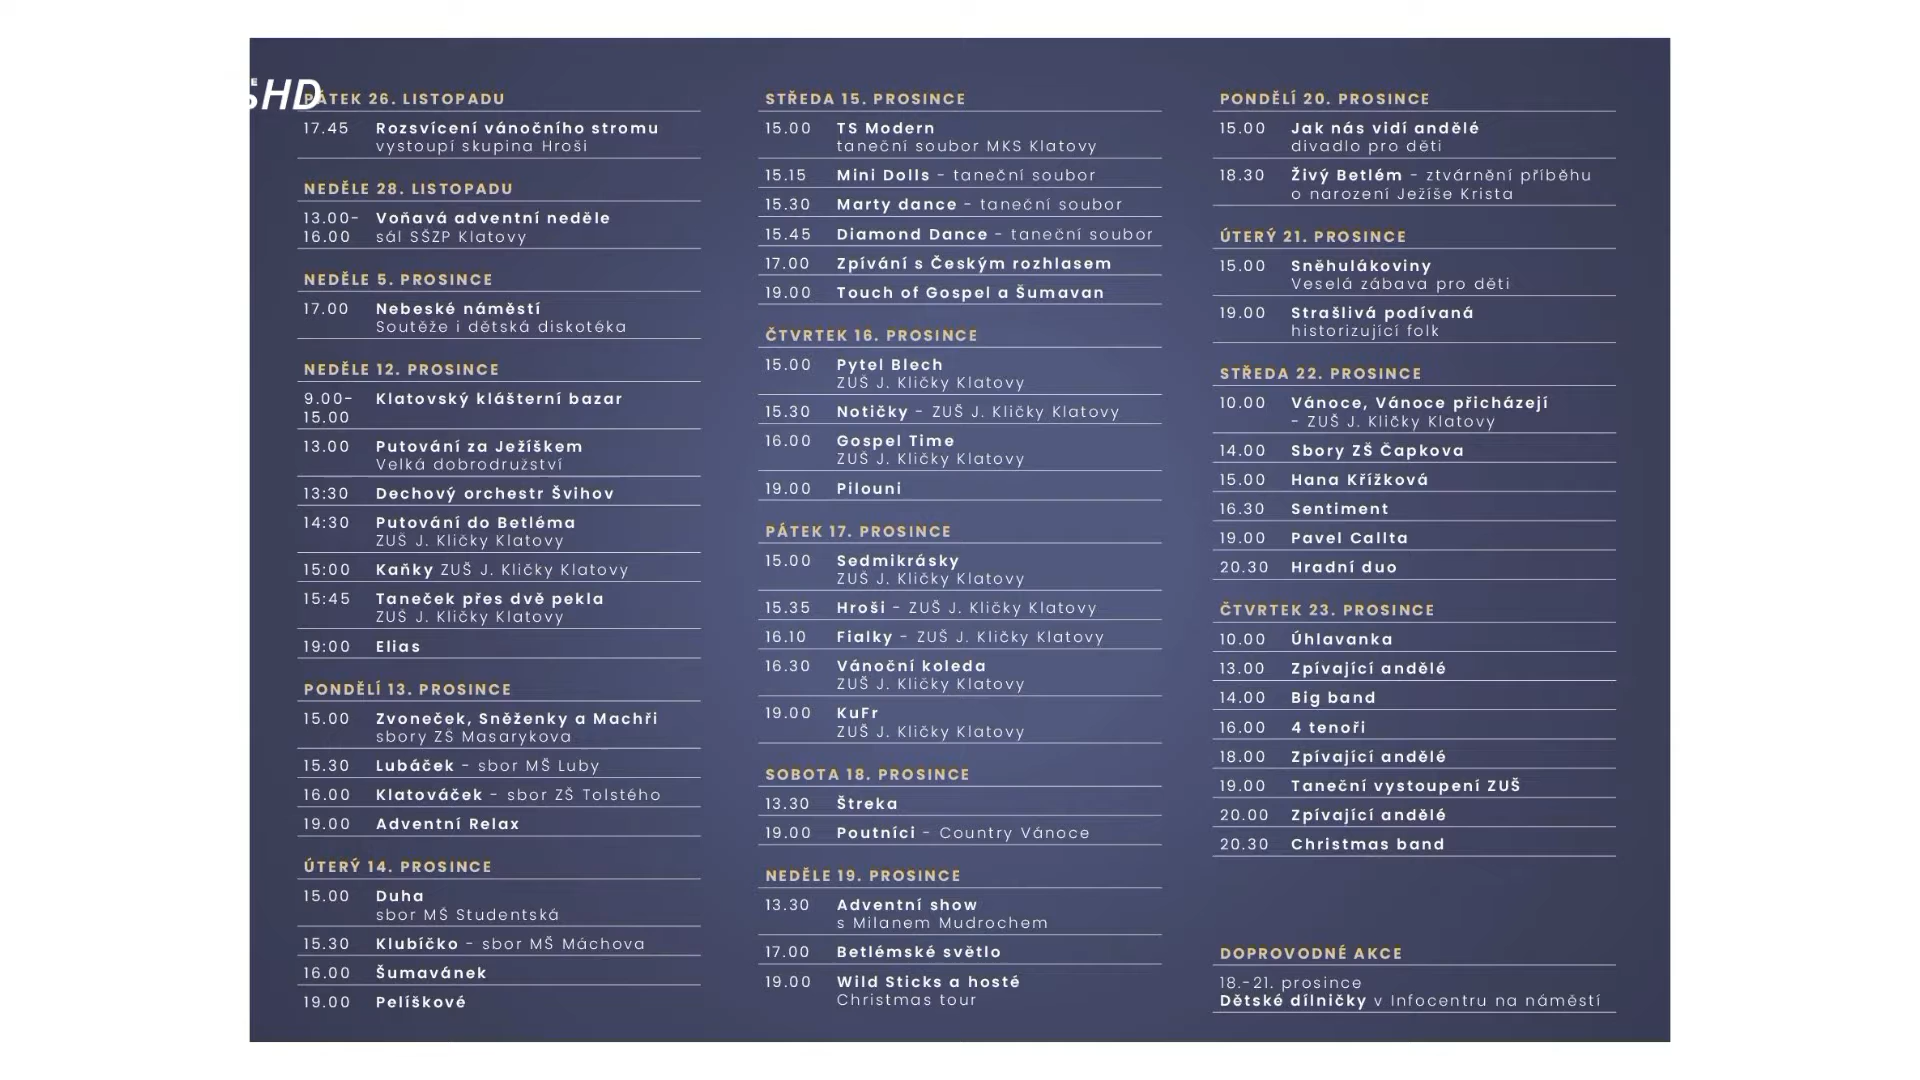 HD
PÁTEK 26. LISTOPADU
17.45 Rozsvícení vánočního stromu
vystoupí skupina Hroši
NEDĚLE 28. LISTOPADU
13.00- Voňavá adventní neděle
16.00 sál SŠZP Klatovy
NEDĚLE 5. PROSINCE
17.00 Nebeské náměstí
Soutěže i dětská diskotéka
NEDĚLE 12. PROSINCE
9.00- Klatovský klášterní bazar
15.00
13.00 Putování za Ježíškem
Velká dobrodružství
13:30 Dechový orchestr Švihov
14:30 Putování do Betléma
ZUŠ J. Kličky Klatovy
15:00 Kaňky ZUŠ J. Kličky Klatovy
15:45 Taneček přes dvě pekla
ZUŠ J. Kličky Klatovy
19:00 Elias
PONDĚLÍ 13. PROSINCE
15.00 Zvoneček, Sněženky a Machři
sbory ZŠ Masarykova
15.30 Lubáček - sbor MŠ Luby
16.00 Klatováček - sbor ZŠ Tolstého
19.00 Adventní Relax
ÚTERÝ 14. PROSINCE
15.00 Duha
sbor MŠ Studentská
15.30 Klubíčko - sbor MŠ Máchova
16.00 Šumavánek
19.00 Pelíškové
STŘEDA 15. PROSINCE
15.00 TS Modern
taneční soubor MKS Klatovy
15.15 Mini Dolls - taneční soubor
15.30 Marty dance - taneční soubor
15.45 Diamond Dance - taneční soubor
17.00 Zpívání s Českým rozhlasem
19.00 Touch of Gospel a Šumavan
ČTVRTEK 16. PROSINCE
15.00 Pytel Blech
ZUŠ J. Kličky Klatovy
15.30 Notičky - ZUŠ J. Kličky Klatovy
16.00 Gospel Time
ZUŠ J. Kličky Klatovy
19.00 Pilouni
PÁTEK 17. PROSINCE
15.00 Sedmikrásky
ZUŠ J. Kličky Klatovy
15.35 Hroši - ZUŠ J. Kličky Klatovy
16.10 Fialky - ZUŠ J. Kličky Klatovy
16.30 Vánoční koleda
ZUŠ J. Kličky Klatovy
19.00 KuFr
ZUŠ J. Kličky Klatovy
SOBOTA 18. PROSINCE
13.30 Štreka
19.00 Poutníci - Country Vánoce
NEDĚLE 19. PROSINCE
13.30 Adventní show
s Milanem Mudrochem
17.00 Betlémské světlo
19.00 Wild Sticks a hosté
Christmas tour
PONDĚLÍ 20. PROSINCE
15.00 Jak nás vidí andělé
divadlo pro děti
18.30 Živý Betlém - ztvárnění příběhu
o narození Ježíše Krista
ÚTERÝ 21. PROSINCE
15.00 Sněhulákoviny
Veselá zábava pro děti
19.00 Strašlivá podívaná
historizující folk
STŘEDA 22. PROSINCE
10.00 Vánoce, Vánoce přicházejí
- ZUŠ J. Kličky Klatovy
14.00 Sbory ZŠ Čapkova
15.00 Hana Křížková
16.30 Sentiment
19.00 Pavel Callta
20.30 Hradní duo
ČTVRTEK 23. PROSINCE
10.00 Úhlavanka
13.00 Zpívající andělé
14.00 Big band
16.00 4 tenoři
18.00 Zpívající andělé
19.00 Taneční vystoupení ZUŠ
20.00 Zpívající andělé
20.30 Christmas band
DOPROVODNÉ AKCE
18.-21. prosince
Dětské dílničky v Infocentru na náměstí